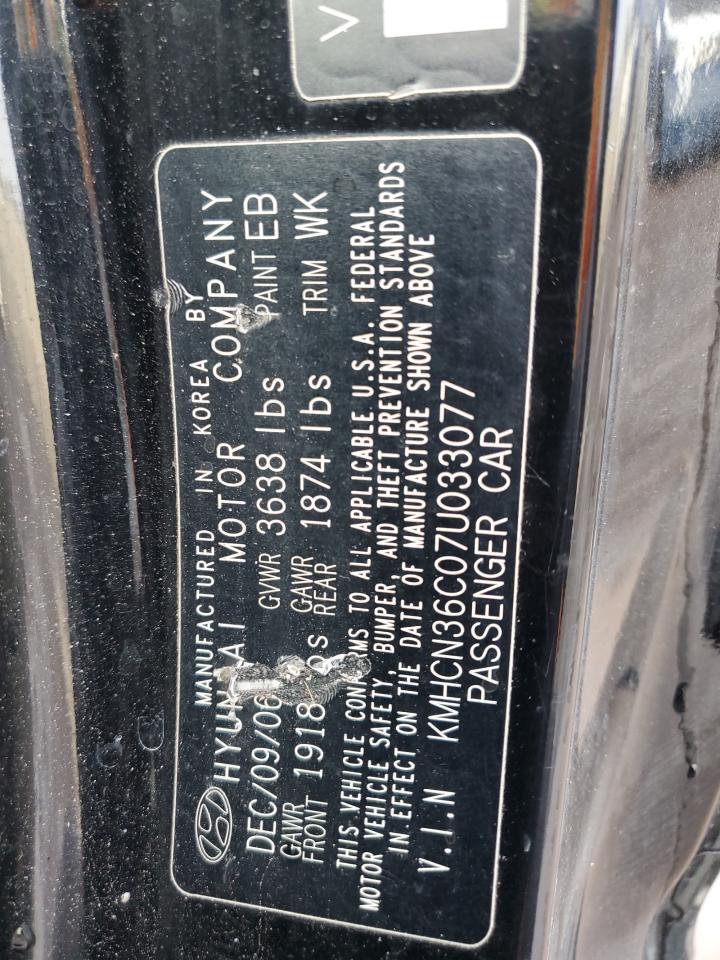 V
MANUFACTURED IN KOREA BY
HYUNDAI MOTOR COMPANY
DEC/09/06 GVWR 3638 lbs PAINT EB
GAWR FRONT 1918 lbs GAWR REAR 1874 lbs TRIM WK
THIS VEHICLE CONFORMS TO ALL APPLICABLE U.S.A. FEDERAL
MOTOR VEHICLE SAFETY, BUMPER, AND THEFT PREVENTION STANDARDS
IN EFFECT ON THE DATE OF MANUFACTURE SHOWN ABOVE
V.I.N KMHCN36C07U033077
PASSENGER CAR